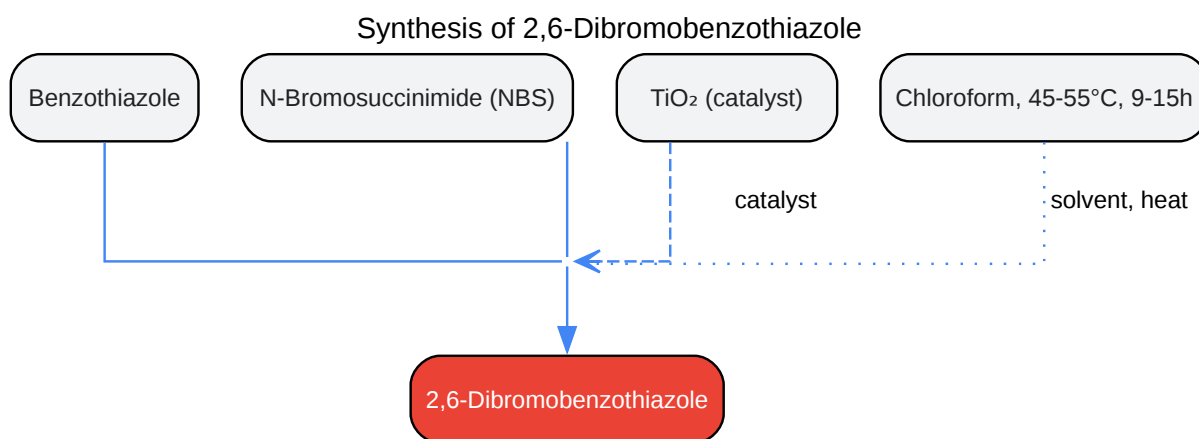 Synthesis of 2,6-Dibromobenzothiazole
Benzothiazole
N-Bromosuccinimide (NBS)
TiO₂ (catalyst)
Chloroform, 45-55°C, 9-15h
catalyst
solvent, heat
2,6-Dibromobenzothiazole